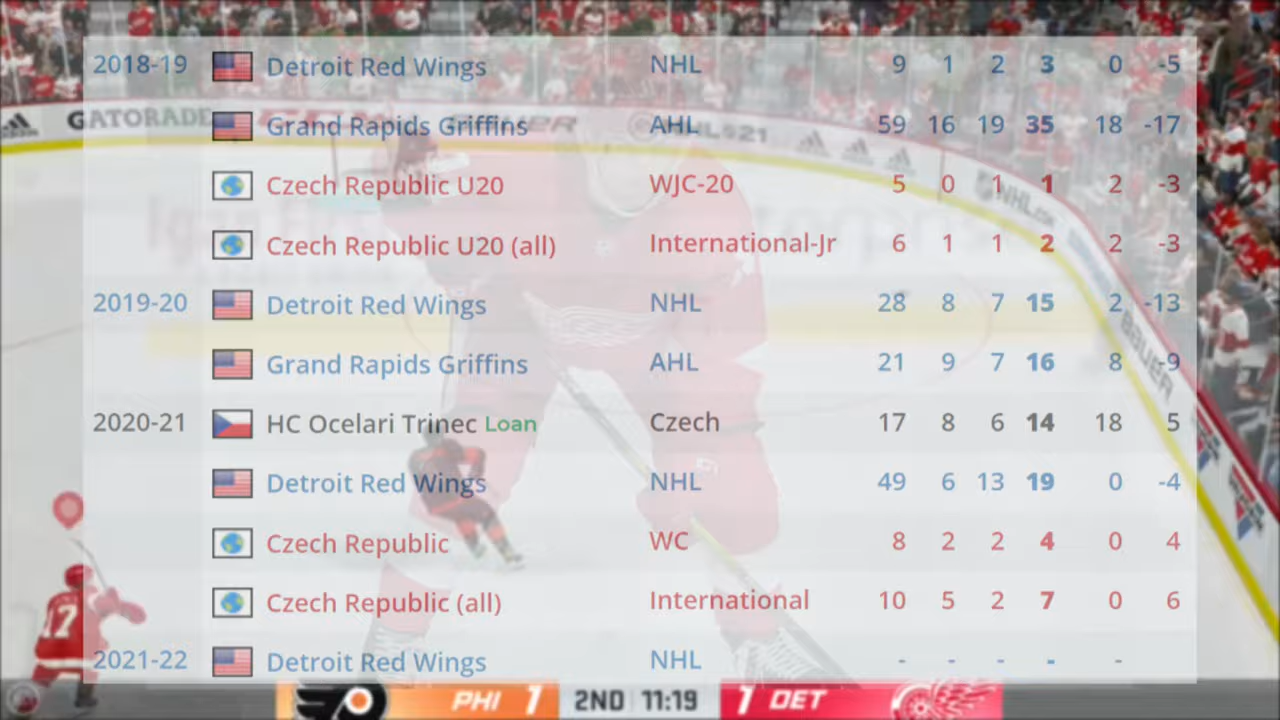 2018-19 Detroit Red Wings NHL 9 1 2 3 0 -5
GATORADE BAUER NHL 21
Grand Rapids Griffins AHL 59 16 19 35 18 -17
Czech Republic U20 WJC-20 5 0 1 1 2 -3
Czech Republic U20 (all) International-Jr 6 1 1 2 2 -3
2019-20 Detroit Red Wings NHL 28 8 7 15 2 -13
BAUER
Grand Rapids Griffins AHL 21 9 7 16 8 -9
2020-21 HC Ocelari Trinec Loan Czech 17 8 6 14 18 5
Detroit Red Wings NHL 49 6 13 19 0 -4
Czech Republic WC 8 2 2 4 0 4
Czech Republic (all) International 10 5 2 7 0 6
17
2021-22 Detroit Red Wings NHL - - - - -
PHI 1 2ND 11:19 1 DET